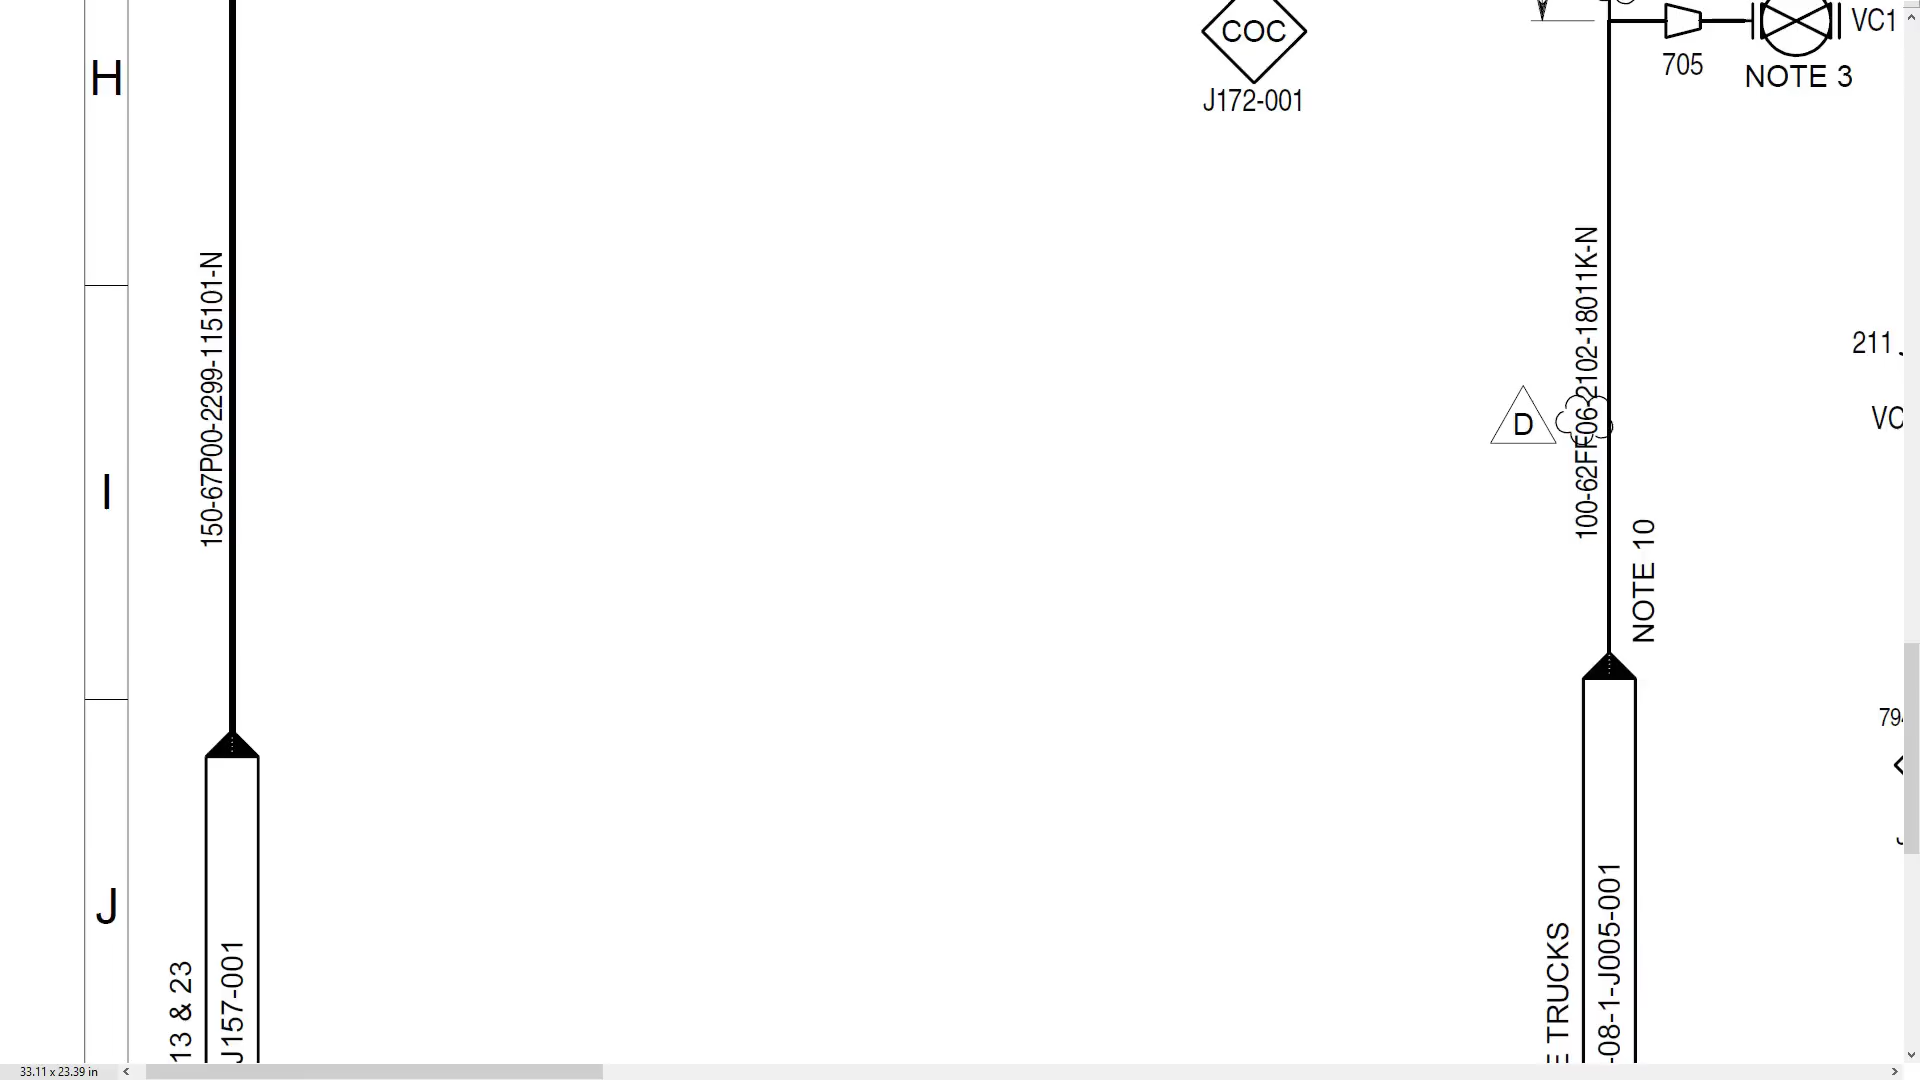 H
COC
J172-001
705
VC1
NOTE 3
150-67P00-2299-115101-N
100-62FF06-2102-18011K-N
211
VC
I
D
NOTE 10
79
J
13 & 23
J157-001
E TRUCKS
-08-1-J005-001
33.11 x 23.39 in